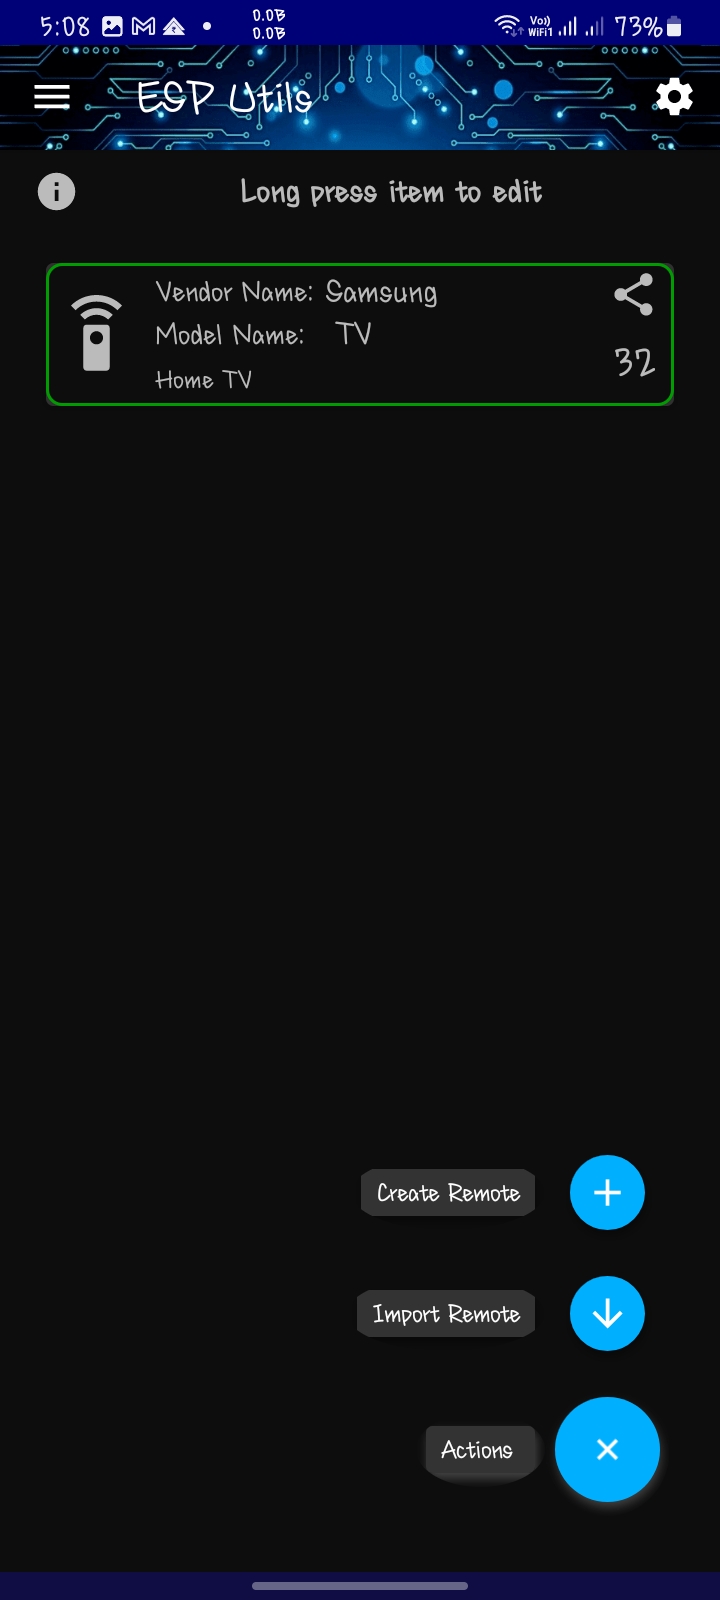 5:08
0.0B
0.0B
Vo))
WiFi1
73%
ESP Utils
Long press item to edit
Vendor Name: Samsung
Model Name: TV
Home TV
32
Create Remote
Import Remote
Actions